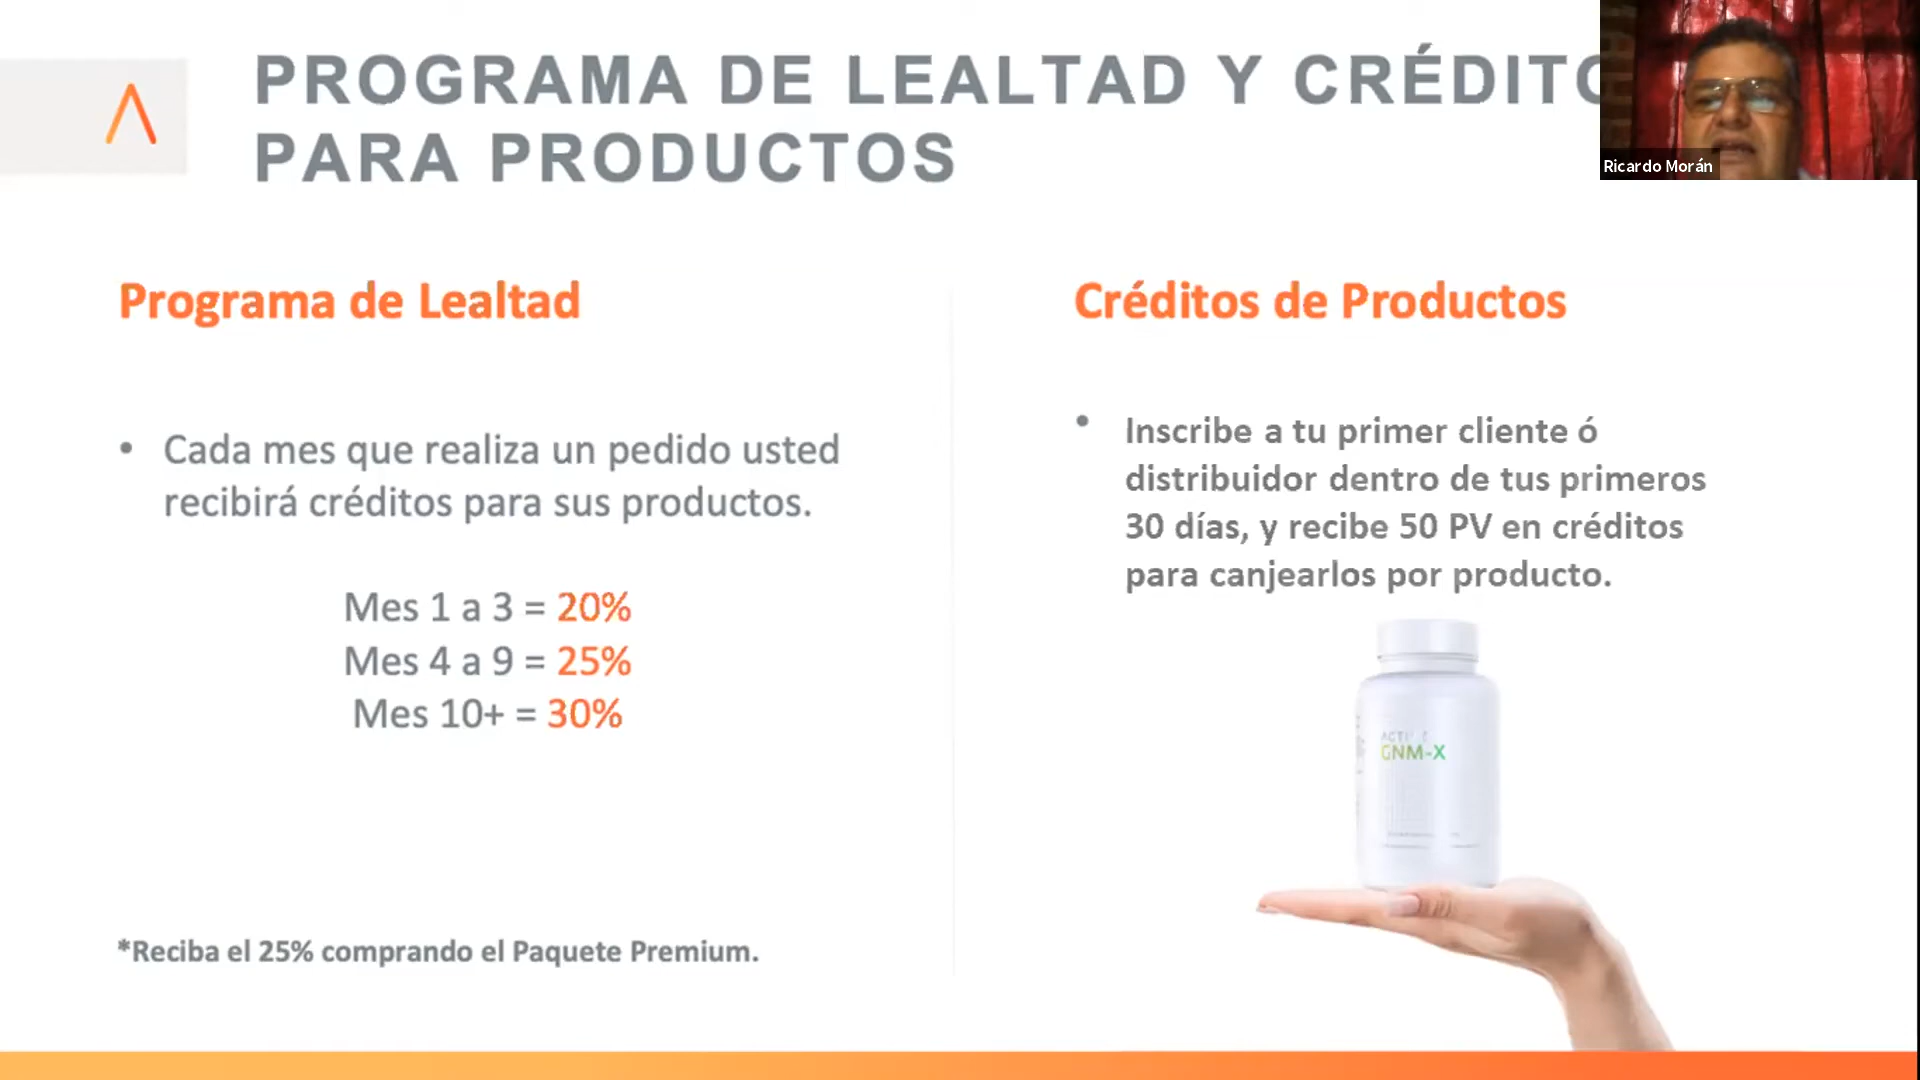 PROGRAMA DE LEALTAD Y CRÉDITO
PARA PRODUCTOS
Ricardo Morán
Programa de Lealtad
• Cada mes que realiza un pedido usted
recibirá créditos para sus productos.
Mes 1 a 3 = 20%
Mes 4 a 9 = 25%
Mes 10+ = 30%
*Reciba el 25% comprando el Paquete Premium.
Créditos de Productos
• Inscribe a tu primer cliente ó
distribuidor dentro de tus primeros
30 días, y recibe 50 PV en créditos
para canjearlos por producto.
GNM-X